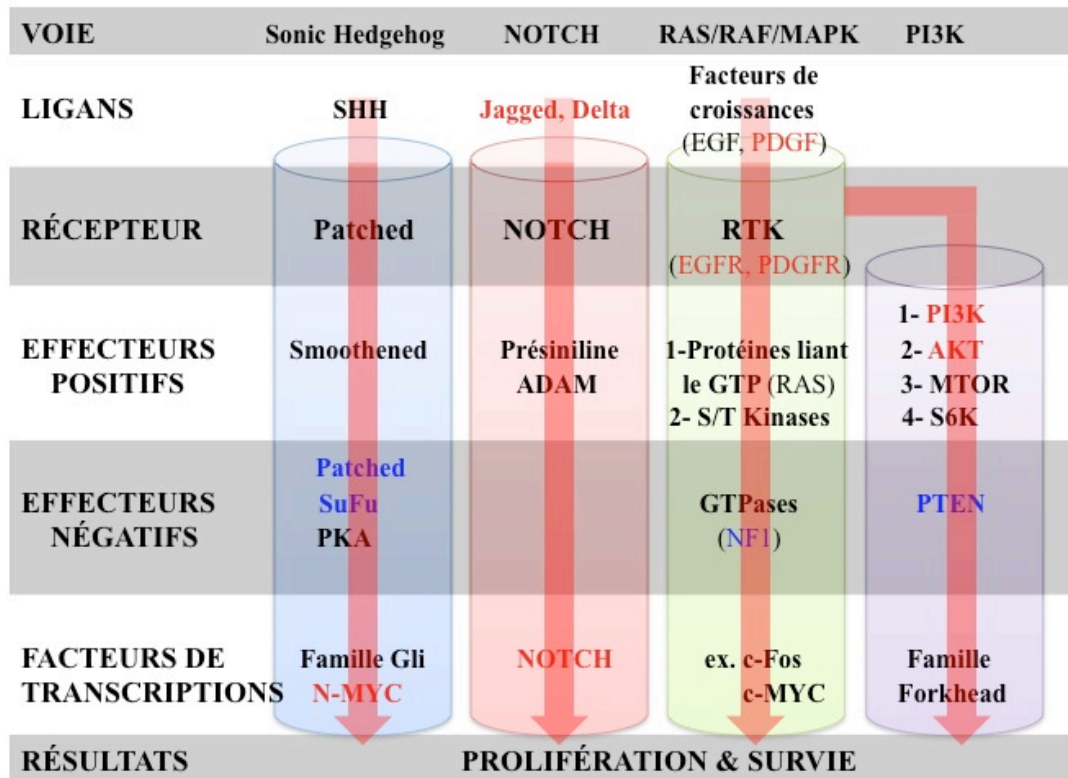 VOIE Sonic Hedgehog NOTCH RAS/RAF/MAPK PI3K
LIGANS SHH Jagged, Delta Facteurs de
croissances
(EGF, PDGF)
RÉCEPTEUR Patched NOTCH RTK
(EGFR, PDGFR)
EFFECTEURS
POSITIFS
Smoothened
Présiniline
ADAM
1-Protéines liant
le GTP (RAS)
2- S/T Kinases
1- PI3K
2- AKT
3- MTOR
4- S6K
EFFECTEURS
NÉGATIFS
Patched
SuFu
PKA
GTPases
(NF1)
PTEN
FACTEURS DE
TRANSCRIPTIONS
Famille Gli
N-MYC
NOTCH
ex. c-Fos
c-MYC
Famille
Forkhead
RÉSULTATS PROLIFÉRATION & SURVIE